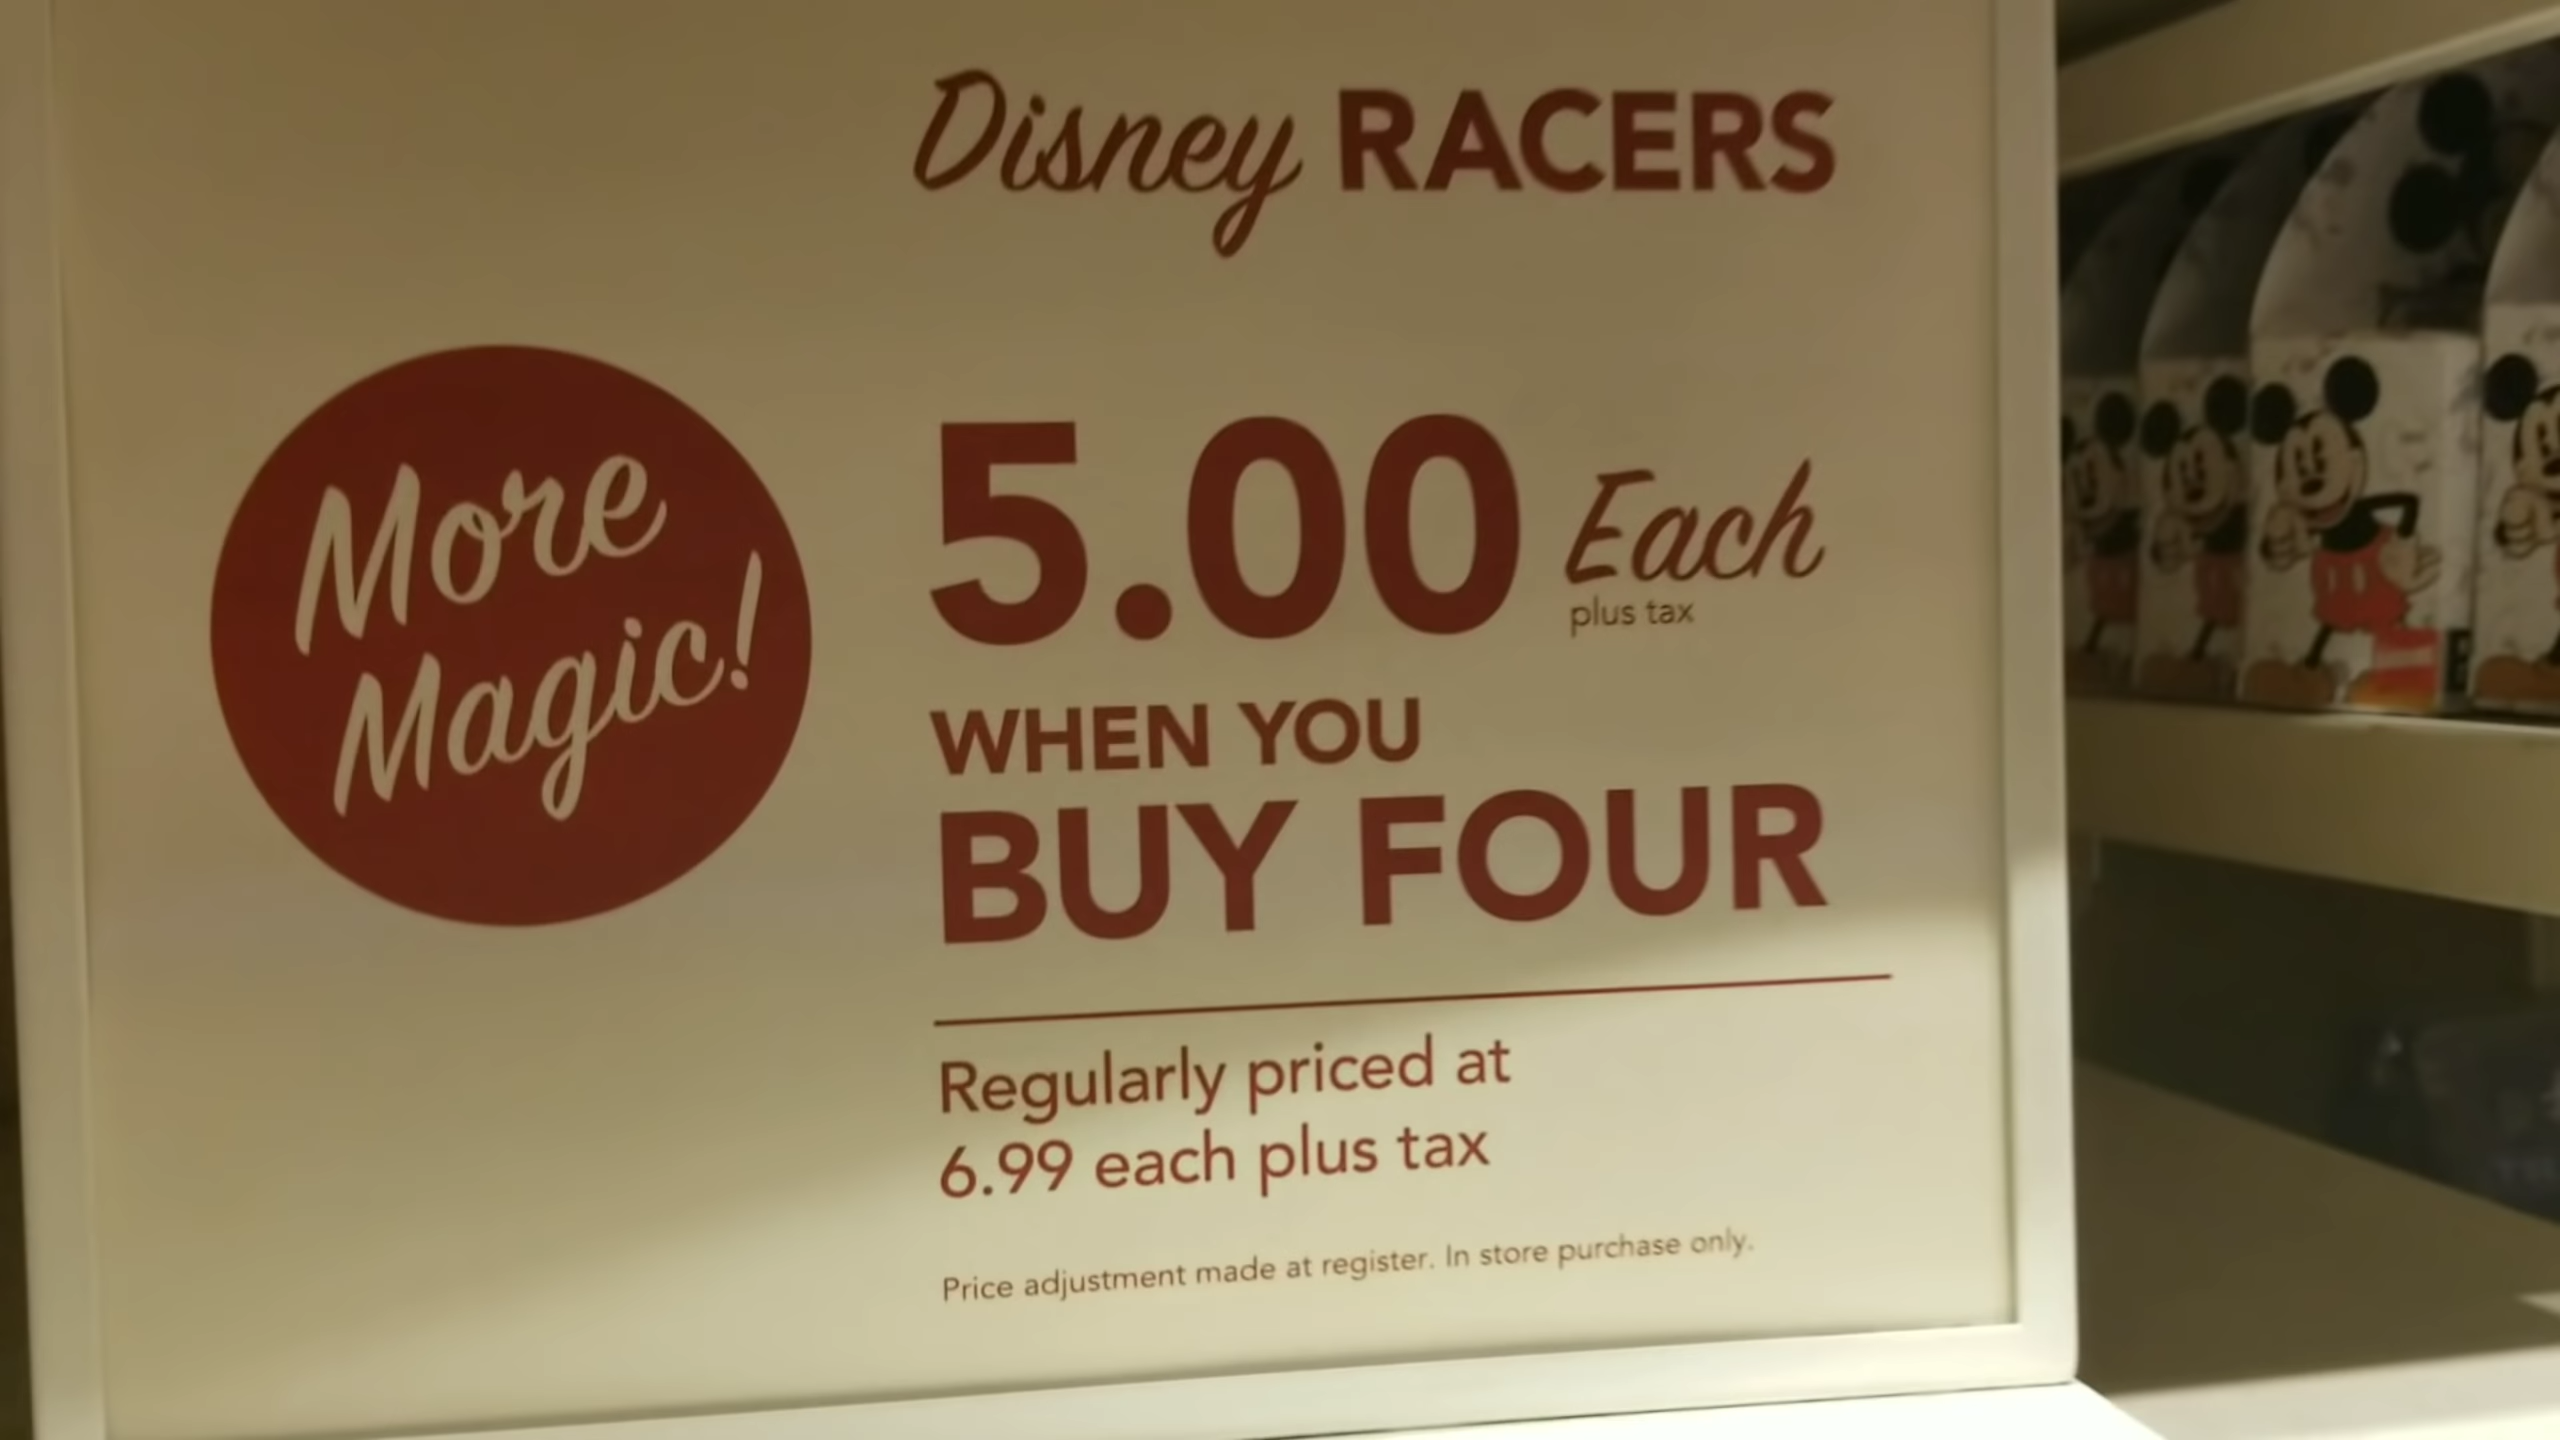 Disney RACERS
More
Magic!
5.00 Each
plus tax
WHEN YOU
BUY FOUR
Regularly priced at
6.99 each plus tax
Price adjustment made at register. In store purchase only.